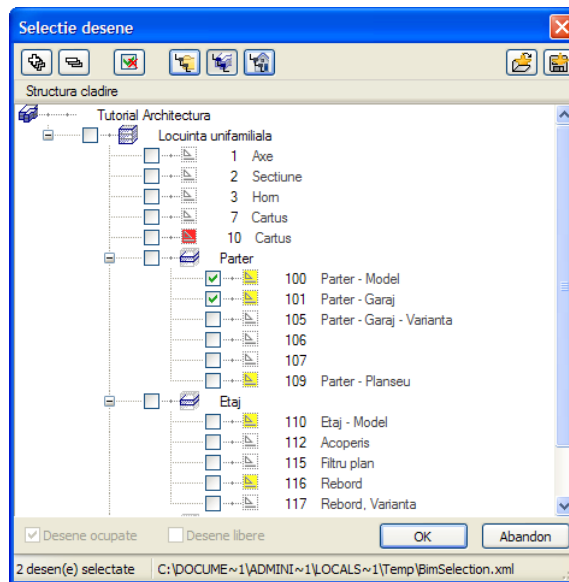 Selectie desene
Structura cladire
Tutorial Architectura
Locuinta unifamiliala
1 Axe
2 Sectiune
3 Horn
7 Cartus
10 Cartus
Parter
100 Parter - Model
101 Parter - Garaj
105 Parter - Garaj - Varianta
106
107
109 Parter - Planseu
Etaj
110 Etaj - Model
112 Acoperis
115 Filtru plan
116 Rebord
117 Rebord, Varianta
Desene ocupate Desene libere OK Abandon
2 desen(e) selectate C:\DOCUME~1\ADMINI~1\LOCALS~1\Temp\BimSelection.xml